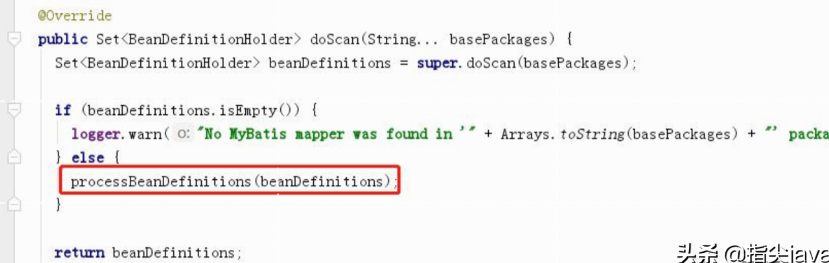 @Override
public Set<BeanDefinitionHolder> doScan(String... basePackages) {
Set<BeanDefinitionHolder> beanDefinitions = super.doScan(basePackages);
if (beanDefinitions.isEmpty()) {
logger.warn( o: "No MyBatis mapper was found in '" + Arrays.toString(basePackages) + "' packa
} else {
processBeanDefinitions(beanDefinitions);
}
return beanDefinitions;
头条 @指尖java